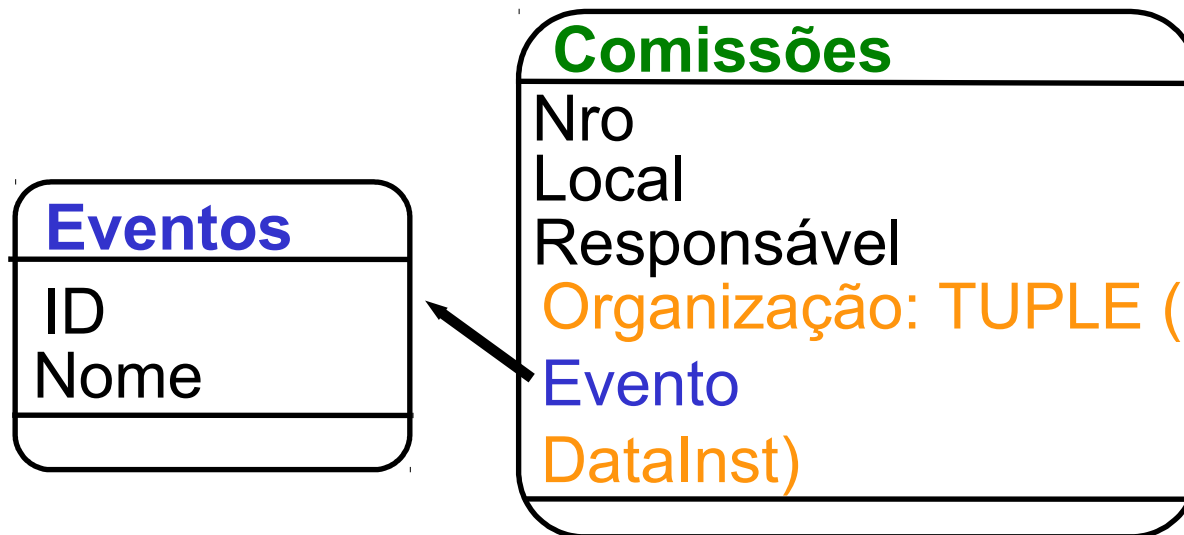 Eventos
ID
Nome
Comissões
Nro
Local
Responsável
Organização: TUPLE (
Evento
DataInst)